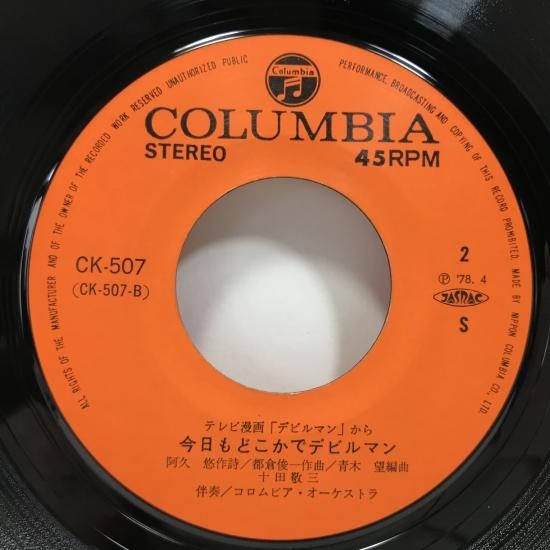 ALL RIGHTS OF THE MANUFACTURER AND OF THE OWNER OF THE RECORDED WORK RESERVED UNAUTHORIZED PUBLIC PERFORMANCE, BROADCASTING AND COPYING OF THIS RECORD PROHIBITED. MADE BY NIPPON COLUMBIA CO., LTD.
Columbia
COLUMBIA
STEREO 45RPM
CK-507
(CK-507-B)
2
Ⓟ '78. 4
JASRAC
S
テレビ漫画「デビルマン」から
今日もどこかでデビルマン
阿久 悠作詩/都倉俊一作曲/青木 望編曲
十田敬三
伴奏/コロムビア・オーケストラ